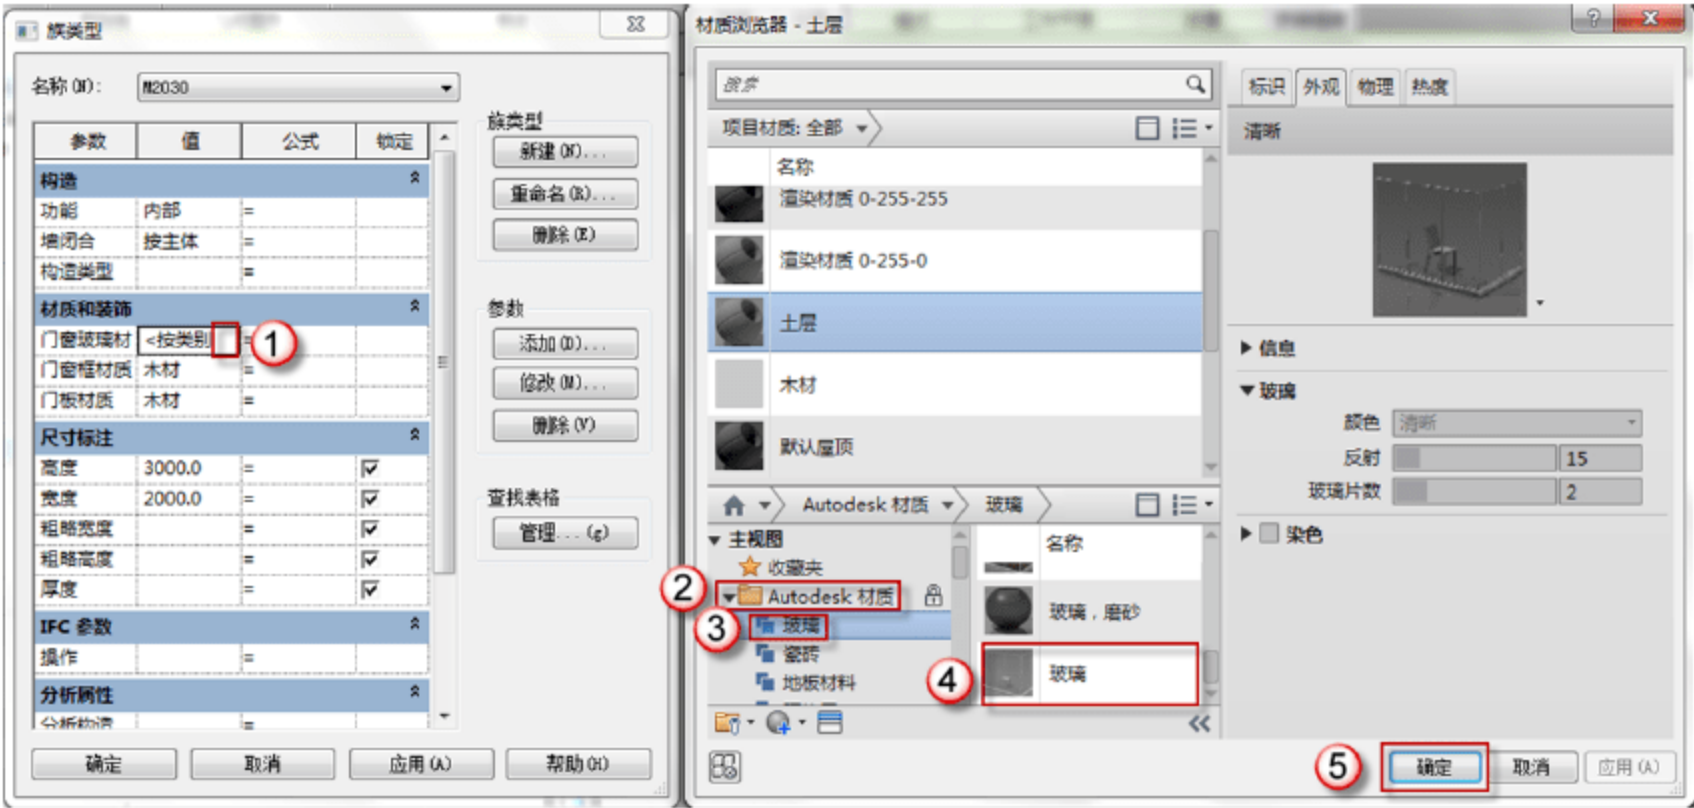 族类型
名称(N):
M2030
参数 值 公式 锁定
构造
功能 内部 =
墙闭合 按主体 =
构造类型 =
材质和装饰
门窗玻璃材 <按类别 =
①
门窗框材质 木材 =
门板材质 木材 =
尺寸标注
高度 3000.0 =
宽度 2000.0 =
粗略宽度 =
粗略高度 =
厚度 =
IFC 参数
操作 =
分析属性
分析构造 =
族类型
新建(N)...
重命名(R)...
删除(E)
参数
添加(D)...
修改(M)...
删除(V)
查找表格
管理...(g)
确定 取消 应用(A) 帮助(H)
材质浏览器 - 土层
搜索
项目材质: 全部
名称
渲染材质 0-255-255
渲染材质 0-255-0
土层
木材
默认屋顶
Autodesk 材质 玻璃
主视图
收藏夹
② Autodesk 材质
③ 玻璃
瓷砖
地板材料
名称
玻璃，磨砂
④ 玻璃
标识 外观 物理 热度
清晰
信息
玻璃
颜色 清晰
反射 15
玻璃片数 2
染色
⑤ 确定 取消 应用(A)